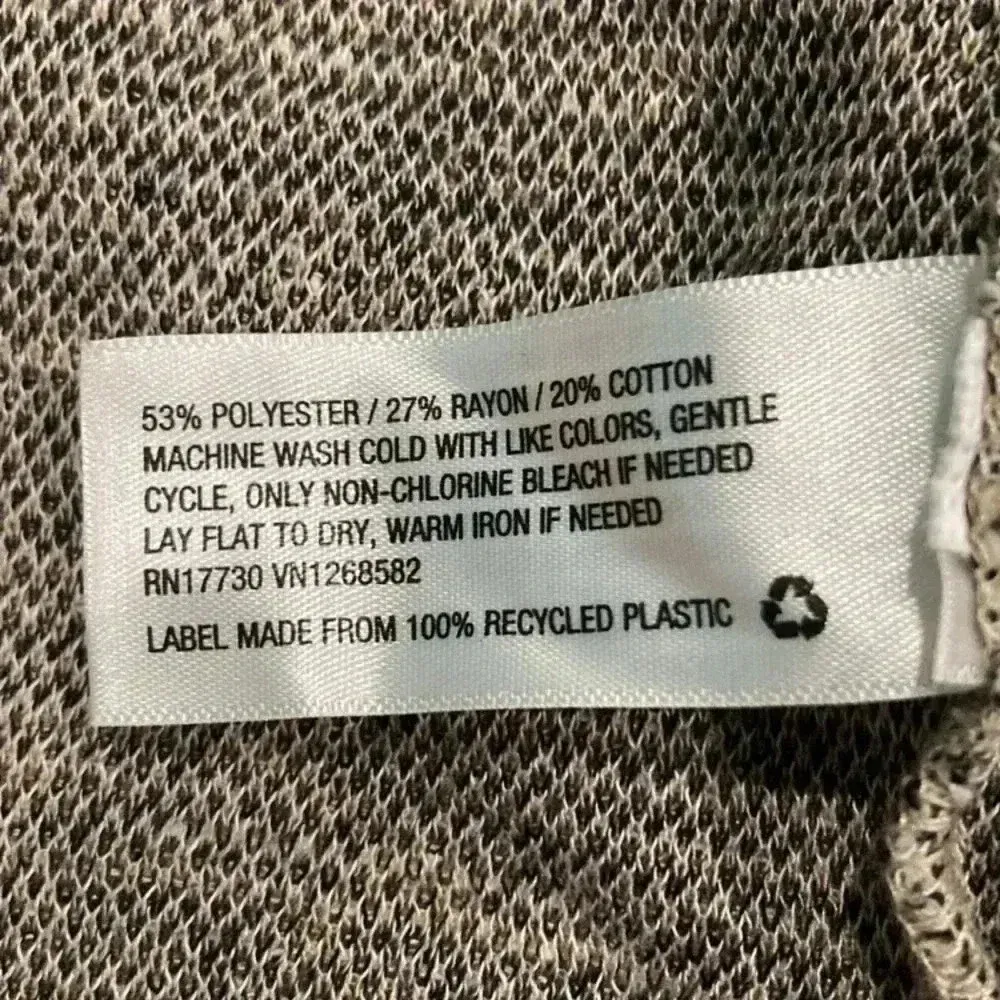 53% POLYESTER / 27% RAYON / 20% COTTON
MACHINE WASH COLD WITH LIKE COLORS, GENTLE
CYCLE, ONLY NON-CHLORINE BLEACH IF NEEDED
LAY FLAT TO DRY, WARM IRON IF NEEDED
RN17730 VN1268582
LABEL MADE FROM 100% RECYCLED PLASTIC